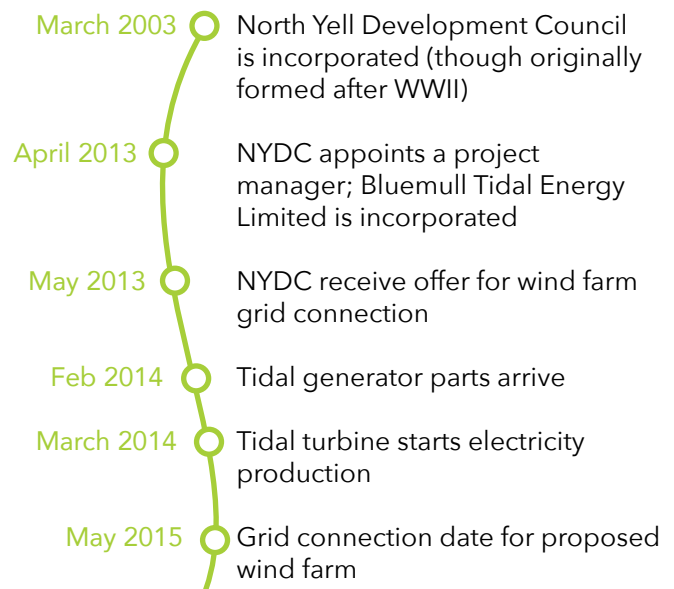 March 2003
North Yell Development Council
is incorporated (though originally
formed after WWII)
April 2013
NYDC appoints a project
manager; Bluemull Tidal Energy
Limited is incorporated
May 2013
NYDC receive offer for wind farm
grid connection
Feb 2014
Tidal generator parts arrive
March 2014
Tidal turbine starts electricity
production
May 2015
Grid connection date for proposed
wind farm